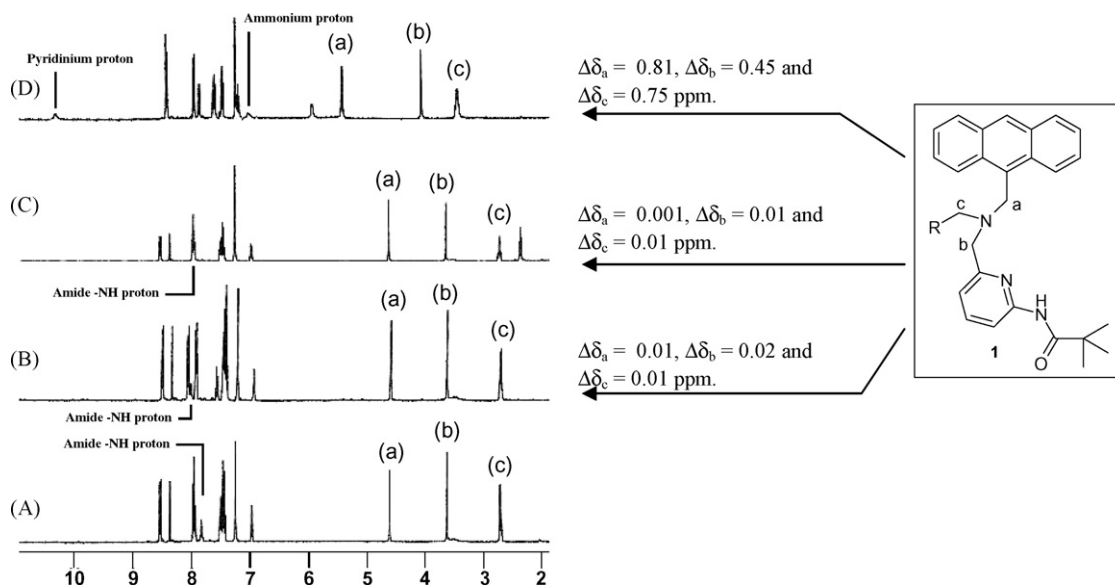 Pyridinium proton
Ammonium proton
(a)
(b)
(c)
(D)
Δδa = 0.81, Δδb = 0.45 and
Δδc = 0.75 ppm.
(C)
(a)
(b)
(c)
Amide -NH proton
Δδa = 0.001, Δδb = 0.01 and
Δδc = 0.01 ppm.
(B)
(a)
(b)
(c)
Amide -NH proton
Δδa = 0.01, Δδb = 0.02 and
Δδc = 0.01 ppm.
Amide -NH proton
(A)
(a)
(b)
(c)
10 9 8 7 6 5 4 3 2
c
a
R
N
b
N
H
N
1
O